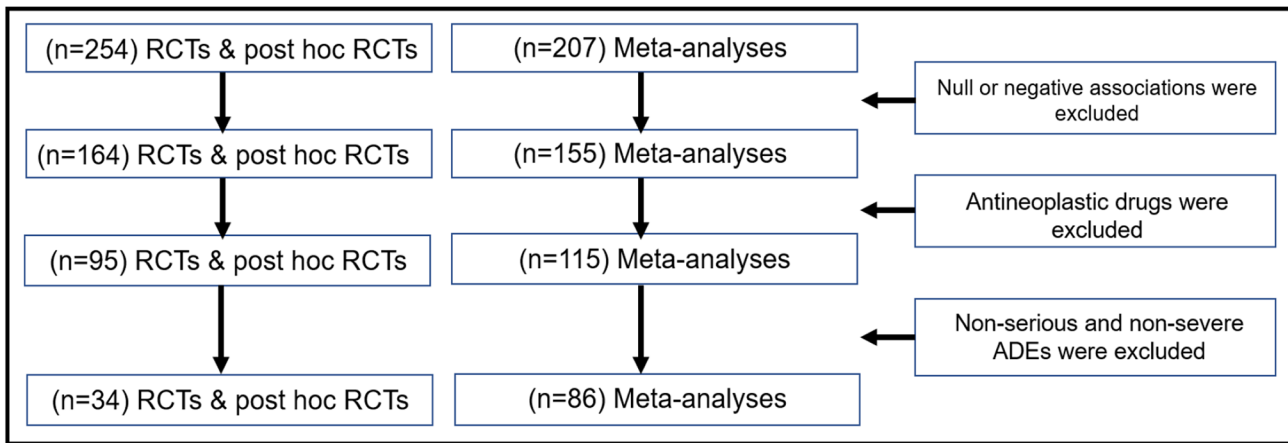 (n=254) RCTs & post hoc RCTs
(n=207) Meta-analyses
Null or negative associations were
excluded
(n=164) RCTs & post hoc RCTs
(n=155) Meta-analyses
Antineoplastic drugs were
excluded
(n=95) RCTs & post hoc RCTs
(n=115) Meta-analyses
Non-serious and non-severe
ADEs were excluded
(n=34) RCTs & post hoc RCTs
(n=86) Meta-analyses